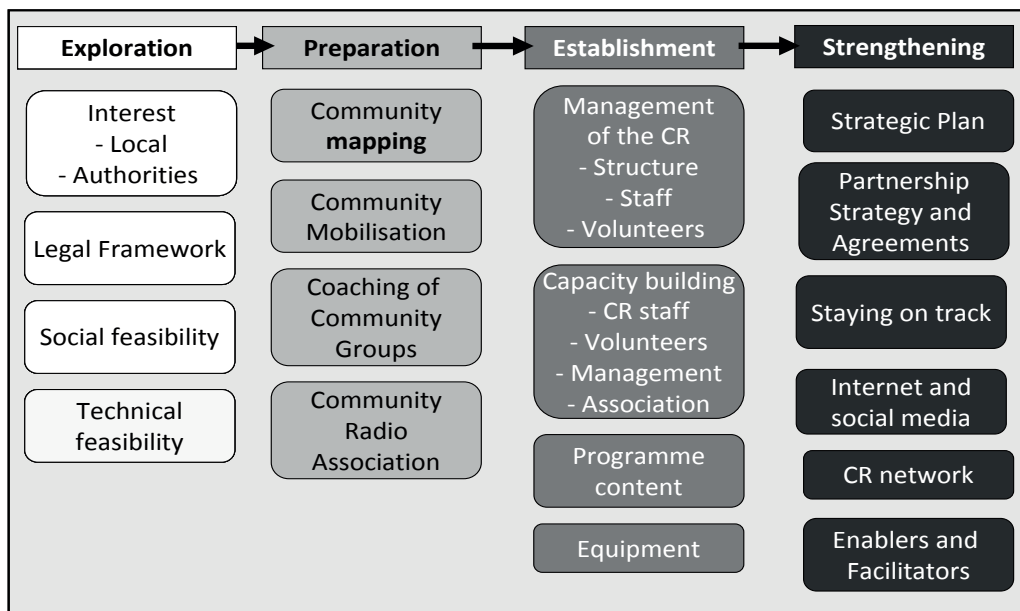 Exploration
Preparation
Establishment
Strengthening
Interest
- Local
- Authorities
Legal Framework
Social feasibility
Technical
feasibility
Community
mapping
Community
Mobilisation
Coaching of
Community
Groups
Community
Radio
Association
Management
of the CR
- Structure
- Staff
- Volunteers
Capacity building
- CR staff
- Volunteers
- Management
- Association
Programme
content
Equipment
Strategic Plan
Partnership
Strategy and
Agreements
Staying on track
Internet and
social media
CR network
Enablers and
Facilitators